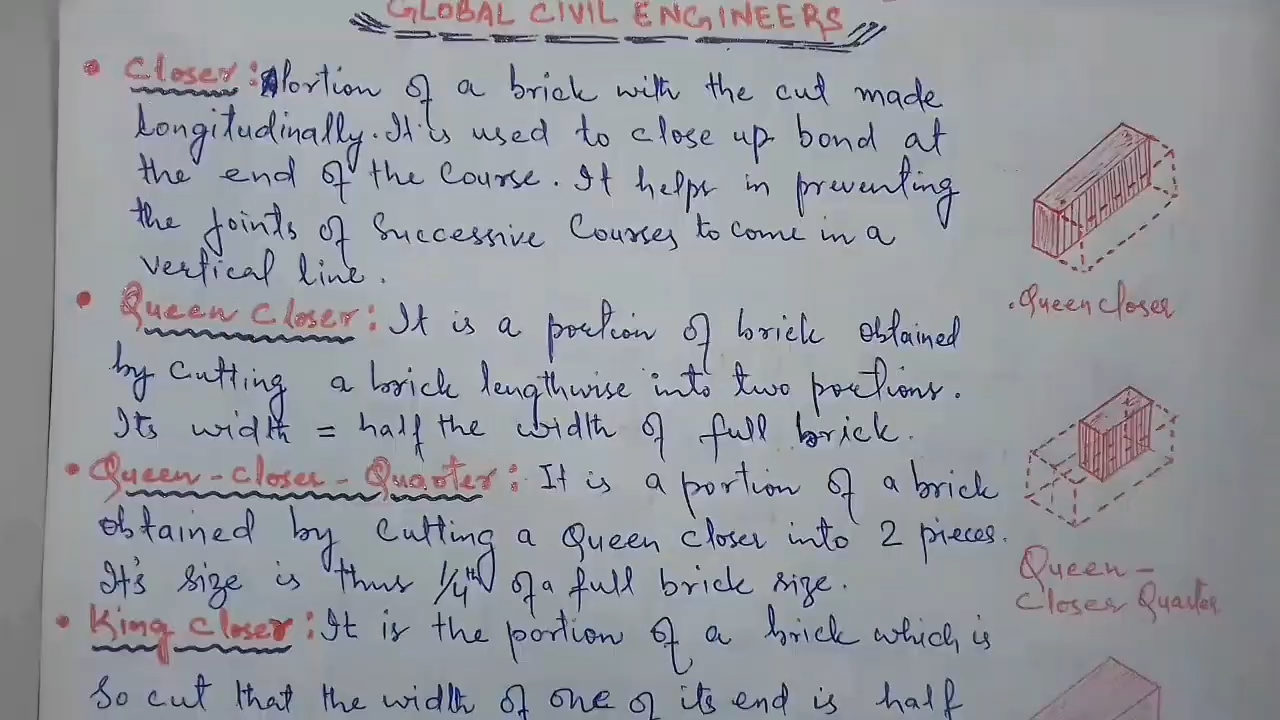 GLOBAL CIVIL ENGINEERS
• Closer: Portion of a brick with the cut made
longitudinally. It is used to close up bond at
the end of the Course. It helps in preventing
the joints of Successive Courses to come in a
vertical line.
• Queen Closer: It is a portion of brick obtained
by Cutting a brick lengthwise into two portions.
Its width = half the width of full brick.
• Queen-Closer-Quarter: It is a portion of a brick
obtained by Cutting a Queen closer into 2 pieces.
It's size is thus 1/4th of a full brick size.
• King Closer: It is the portion of a brick which is
So cut that the width of one of its end is half
.Queen closer
Queen-
Closer Quarter